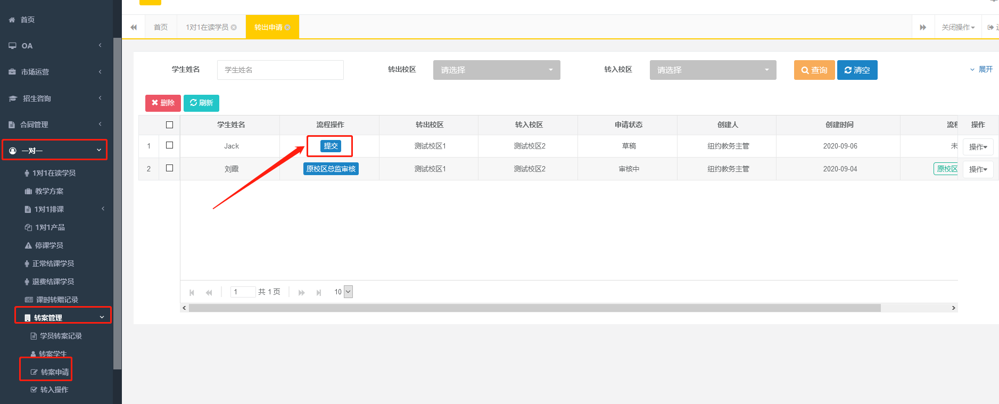 首页
OA
市场运营
招生咨询
合同管理
一对一
1对1在读学员
教学方案
1对1排课
1对1产品
停课学员
正常结课学员
退费结课学员
课时转赠记录
转案管理
学员转案记录
转案学生
转案申请
转入操作
首页 1对1在读学员 转出申请 关闭操作
学生姓名 学生姓名 转出校区 请选择 转入校区 请选择 查询 清空 展开
删除 刷新
学生姓名 流程操作 转出校区 转入校区 申请状态 创建人 创建时间 流程 操作
1 Jack 提交 测试校区1 测试校区2 草稿 纽约教务主管 2020-09-06 未 操作
2 刘霞 原校区总监审核 测试校区1 测试校区2 审核中 纽约教务主管 2020-09-04 原校区 操作
1 共 1 页 10